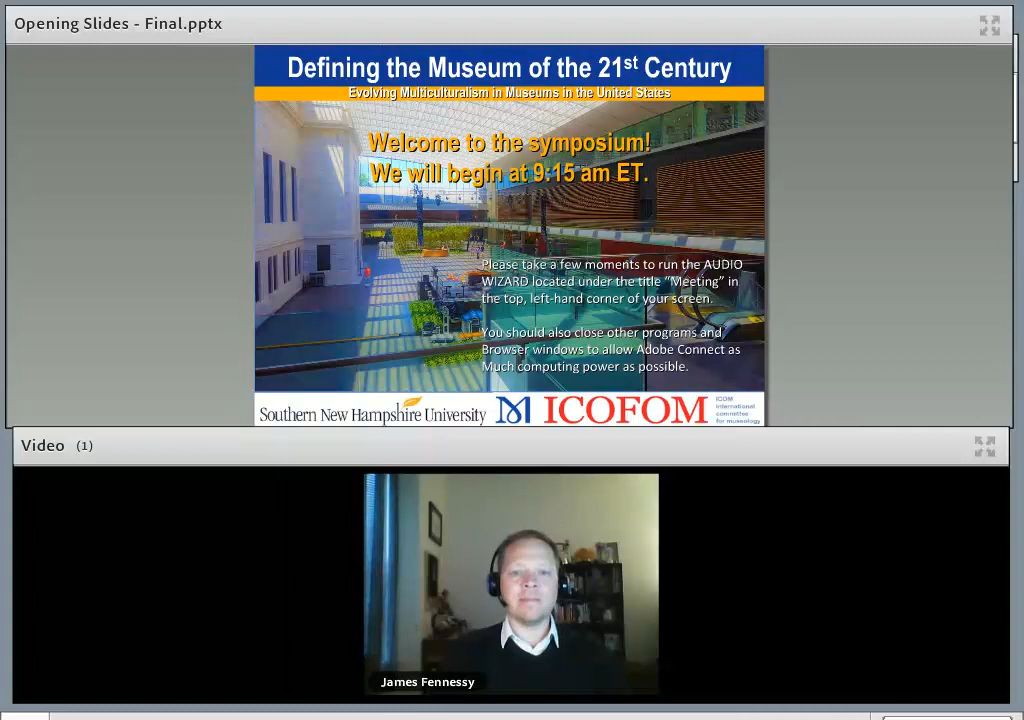 Opening Slides - Final.pptx
Defining the Museum of the 21st Century
Evolving Multiculturalism in Museums in the United States
Welcome to the symposium!
We will begin at 9:15 am ET.
Please take a few moments to run the AUDIO
WIZARD located under the title “Meeting” in
the top, left-hand corner of your screen.
You should also close other programs and
Browser windows to allow Adobe Connect as
Much computing power as possible.
Southern New Hampshire University
ICOFOM
ICOM
international
committee
for museology
Video (1)
James Fennessy